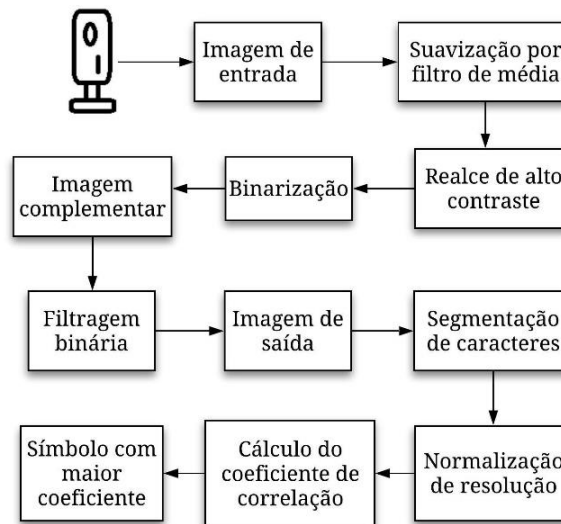 Imagem de
entrada
Suavização por
filtro de média
Realce de alto
contraste
Binarização
Imagem
complementar
Filtragem
binária
Imagem de
saída
Segmentação
de caracteres
Normalização
de resolução
Cálculo do
coeficiente de
correlação
Símbolo com
maior
coeficiente